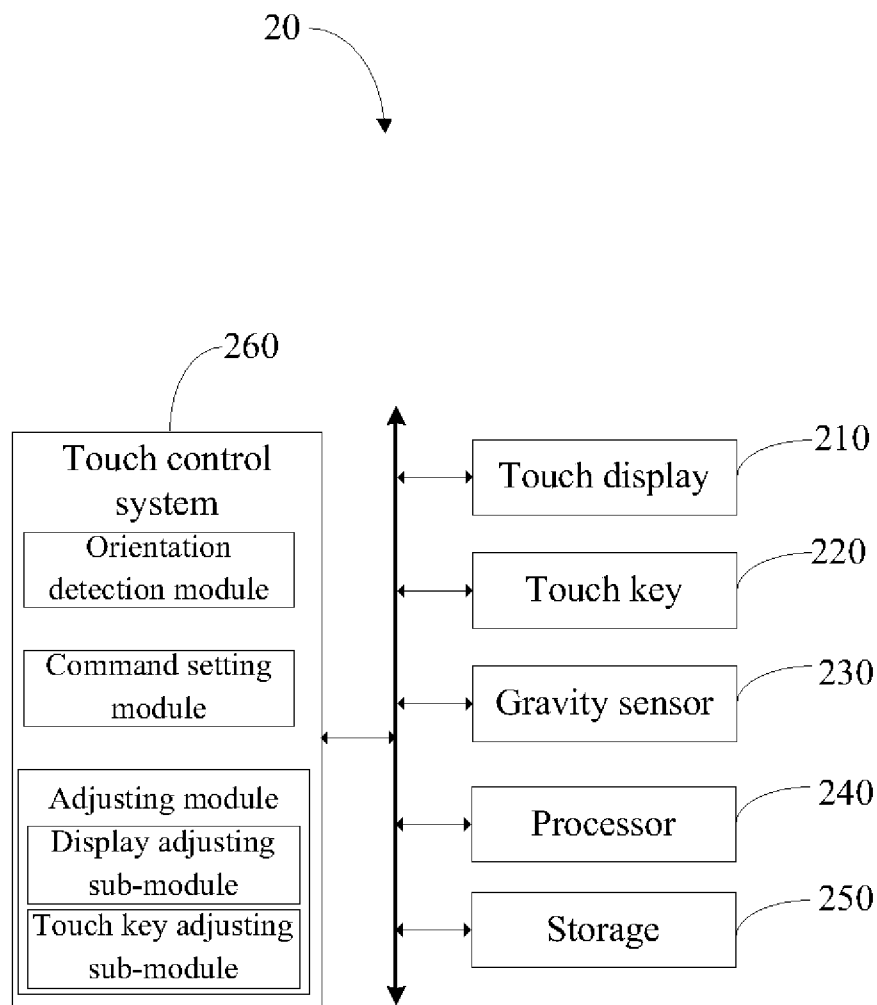 20
260
Touch control
system
Orientation
detection module
Command setting
module
Adjusting module
Display adjusting
sub-module
Touch key adjusting
sub-module
210
Touch display
220
Touch key
230
Gravity sensor
240
Processor
250
Storage